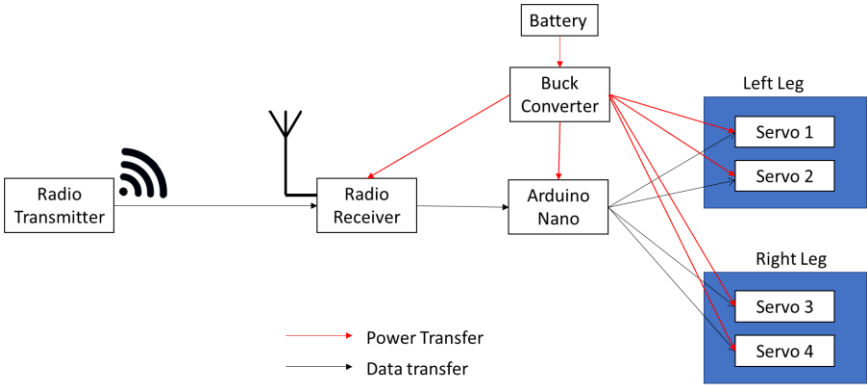 Battery
Buck
Converter
Left Leg
Servo 1
Servo 2
Radio
Transmitter
Radio
Receiver
Arduino
Nano
Right Leg
Servo 3
Servo 4
Power Transfer
Data transfer